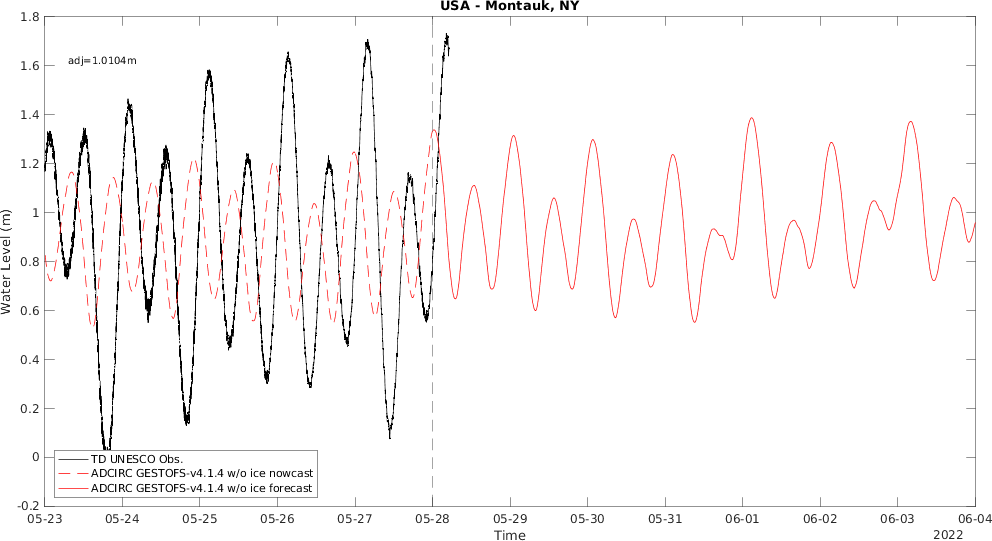 USA - Montauk, NY
1.8
adj=1.0104m
1.6
1.4
1.2
1
0.8
0.6
0.4
0.2
0
-0.2
Water Level (m)
TD UNESCO Obs.
ADCIRC GESTOFS-v4.1.4 w/o ice nowcast
ADCIRC GESTOFS-v4.1.4 w/o ice forecast
05-23 05-24 05-25 05-26 05-27 05-28 05-29 05-30 05-31 06-01 06-02 06-03 06-04
Time
2022